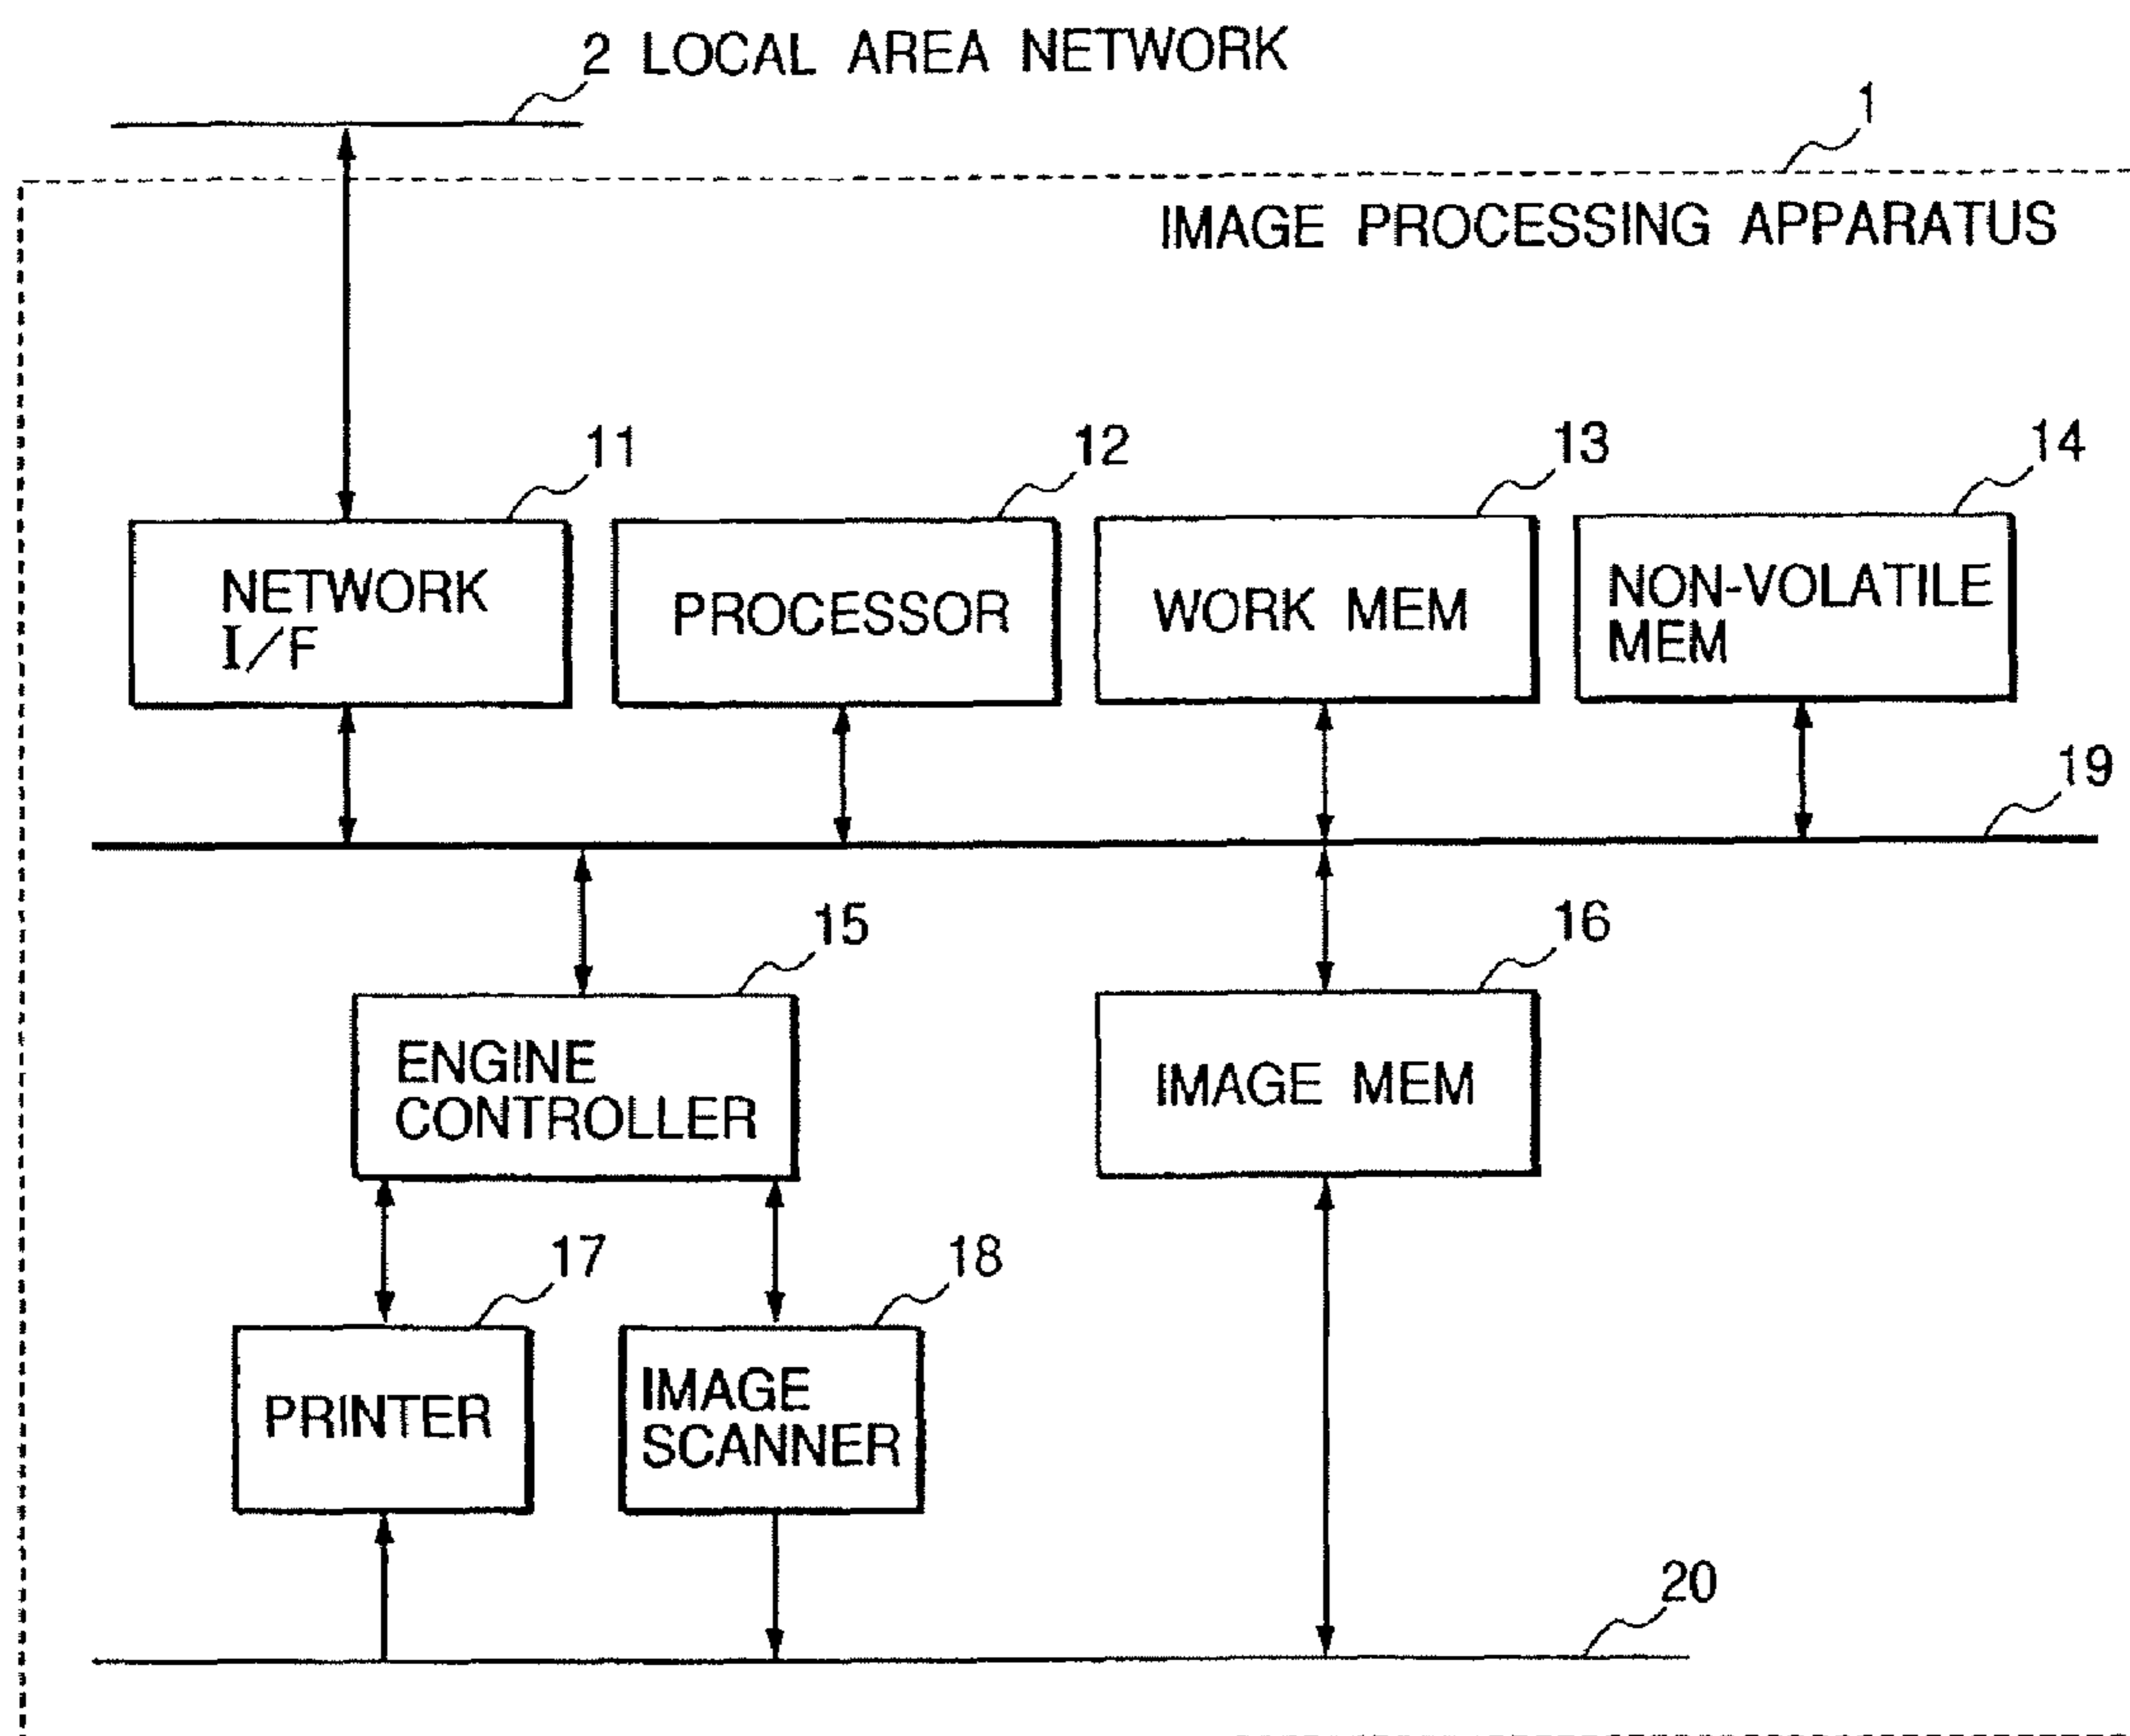 2 LOCAL AREA NETWORK
1
IMAGE PROCESSING APPARATUS
11
12
13
14
NETWORK
I/F
PROCESSOR
WORK MEM
NON-VOLATILE
MEM
19
15
16
ENGINE
CONTROLLER
IMAGE MEM
17
18
PRINTER
IMAGE
SCANNER
20